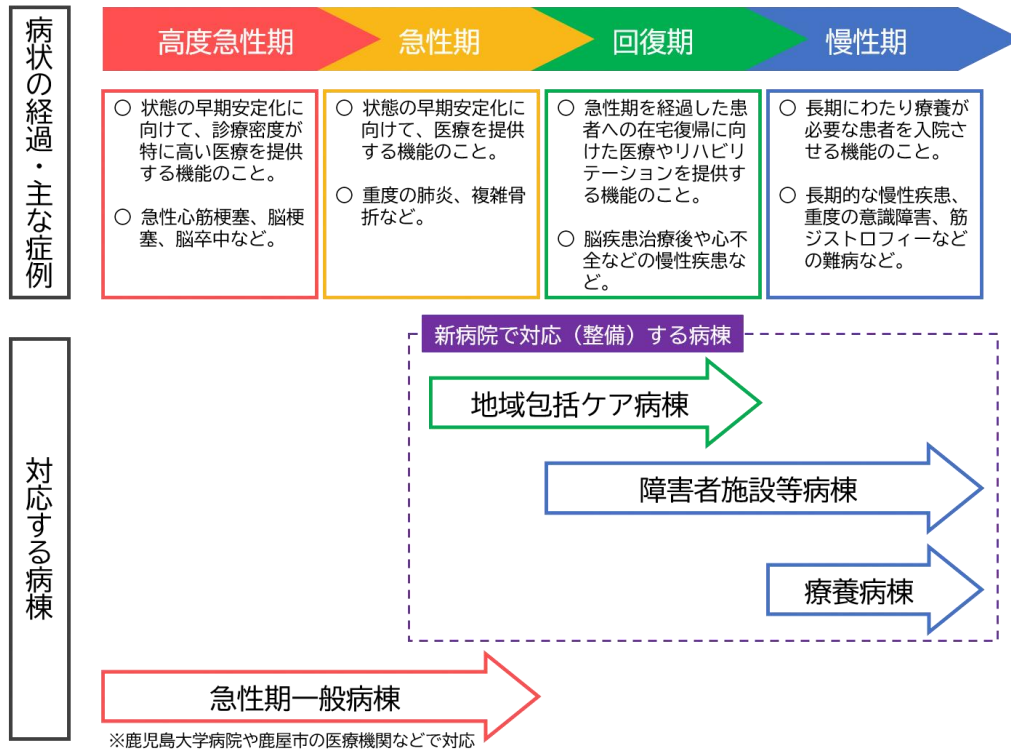 病状の経過・主な症例
高度急性期
急性期
回復期
慢性期
○ 状態の早期安定化に
向けて、診療密度が
特に高い医療を提供
する機能のこと。
○ 急性心筋梗塞、脳梗
塞、脳卒中など。
○ 状態の早期安定化に
向けて、医療を提供
する機能のこと。
○ 重度の肺炎、複雑骨
折など。
○ 急性期を経過した患
者への在宅復帰に向
けた医療やリハビリ
テーションを提供す
る機能のこと。
○ 脳疾患治療後や心不
全などの慢性疾患な
ど。
○ 長期にわたり療養が
必要な患者を入院さ
せる機能のこと。
○ 長期的な慢性疾患、
重度の意識障害、筋
ジストロフィーなど
の難病など。
対応する病棟
新病院で対応（整備）する病棟
地域包括ケア病棟
障害者施設等病棟
療養病棟
急性期一般病棟
※鹿児島大学病院や鹿屋市の医療機関などで対応